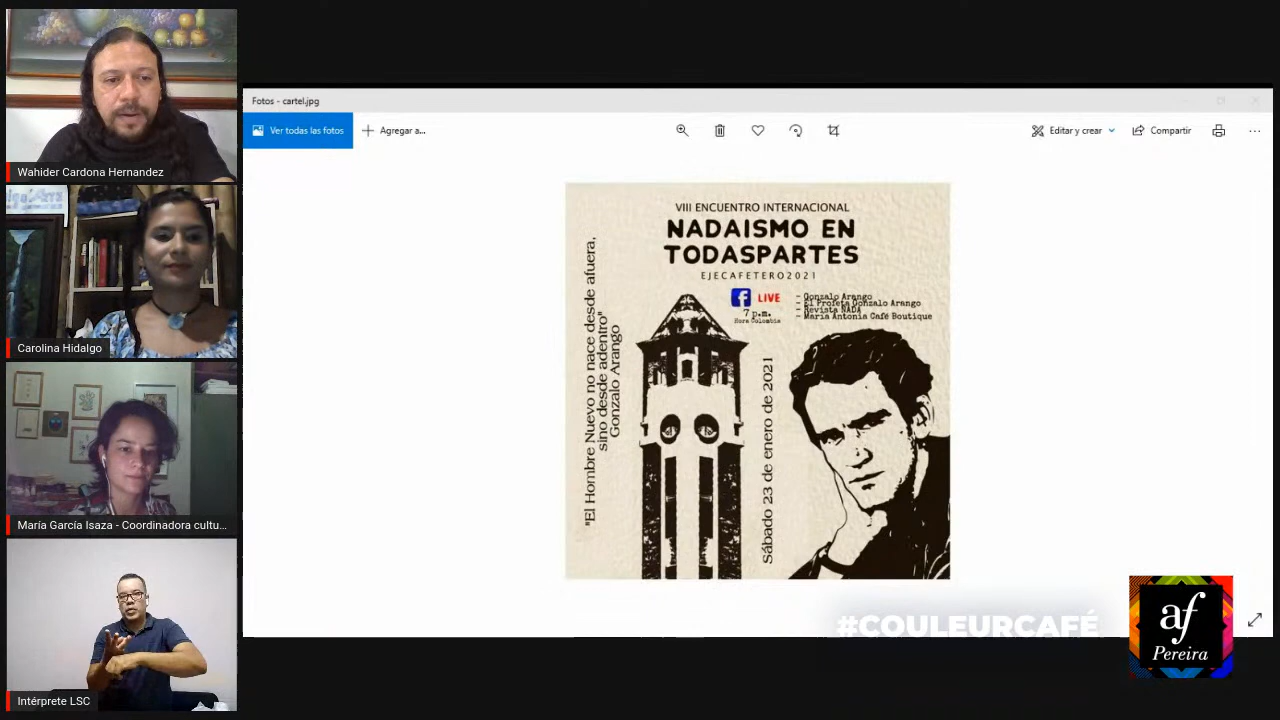 Wahider Cardona Hernandez
Carolina Hidalgo
María García Isaza - Coordinadora cultu...
Intérprete LSC
Fotos - cartel.jpg
Ver todas las fotos
Agregar a...
Editar y crear
Compartir
VIII ENCUENTRO INTERNACIONAL
NADAISMO EN
TODASPARTES
EJECAFETERO2021
LIVE
7 p.m.
Hora Colombia
- Gonzalo Arango
- El Profeta Gonzalo Arango
- Revista NADA
- María Antonia Café Boutique
"El Hombre Nuevo no nace desde afuera,
sino desde adentro"
Gonzalo Arango
Sábado 23 de enero de 2021
#COULEURCAFÉ
af
Pereira